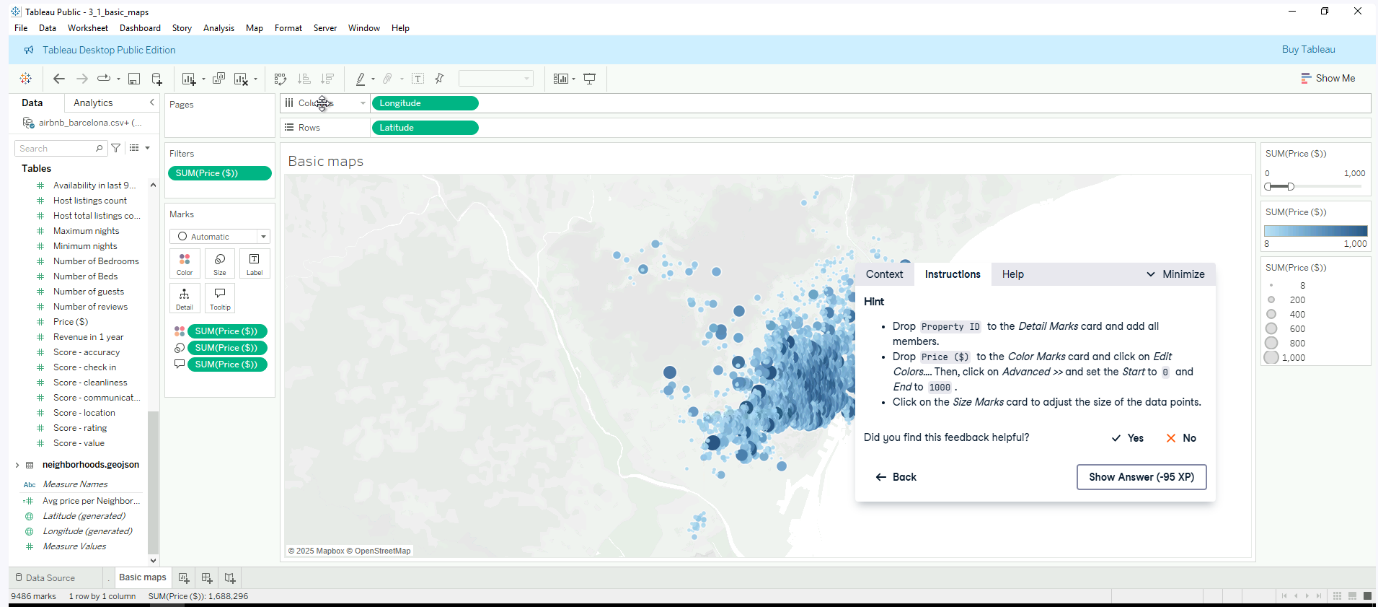 Tableau Public - 3_1_basic_maps
File Data Worksheet Dashboard Story Analysis Map Format Server Window Help
Tableau Desktop Public Edition
Buy Tableau
Show Me
Data Analytics
Pages
Columns
Longitude
airbnb_barcelona.csv+ (...
Rows
Latitude
Search
Filters
Basic maps
SUM(Price ($))
0 1,000
Tables
SUM(Price ($))
Availability in last 9...
Host listings count
Host total listings co...
Maximum nights
Minimum nights
Number of Bedrooms
Number of Beds
Number of guests
Number of reviews
Price ($)
Revenue in 1 year
Score - accuracy
Score - check in
Score - cleanliness
Score - communicat...
Score - location
Score - rating
Score - value
neighborhoods.geojson
Abc Measure Names
Avg price per Neighbor...
Latitude (generated)
Longitude (generated)
Measure Values
Marks
Automatic
Color Size Label
Detail Tooltip
SUM(Price ($))
SUM(Price ($))
SUM(Price ($))
SUM(Price ($))
8 1,000
SUM(Price ($))
8
200
400
600
800
1,000
Context Instructions Help Minimize
Hint
Drop Property ID to the Detail Marks card and add all
members.
Drop Price ($) to the Color Marks card and click on Edit
Colors.... Then, click on Advanced >> and set the Start to 0 and
End to 1000 .
Click on the Size Marks card to adjust the size of the data points.
Did you find this feedback helpful? Yes No
Back
Show Answer (-95 XP)
© 2025 Mapbox © OpenStreetMap
Data Source
Basic maps
9486 marks 1 row by 1 column SUM(Price ($)): 1,688,296